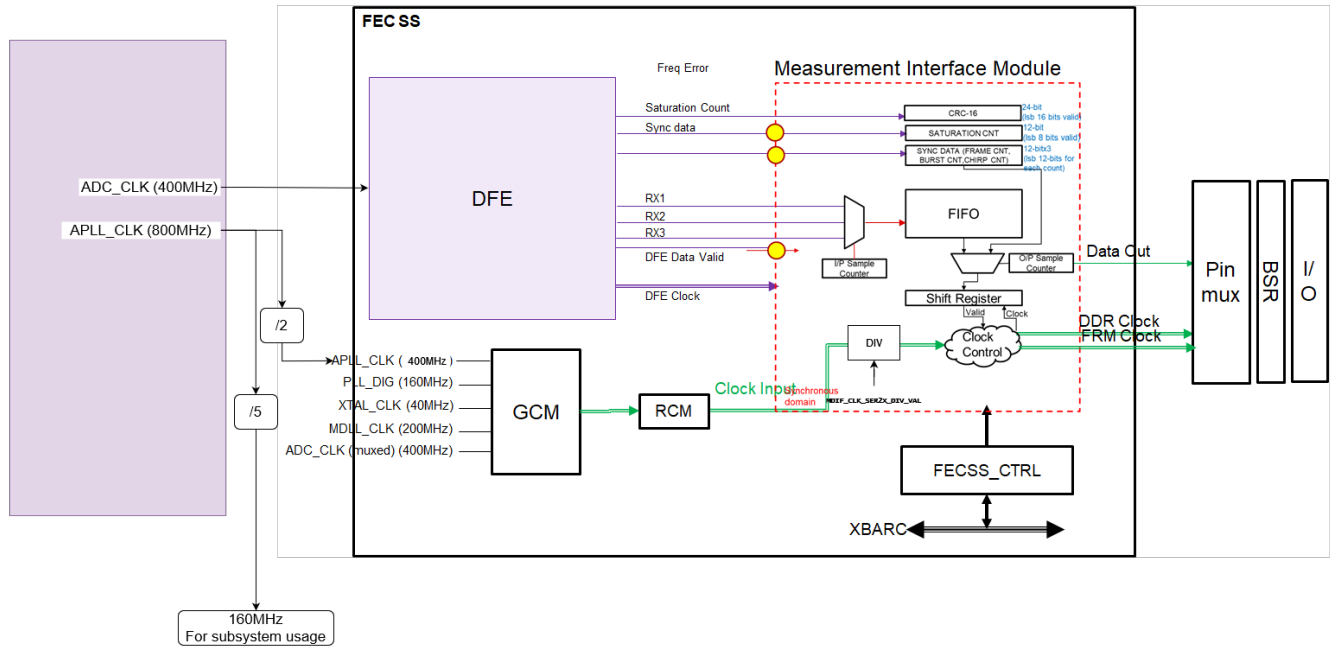 FECSS
Freq Error
Measurement Interface Module
Saturation Count
Sync data
CRC-16
24-bit
(lsb 16 bits valid)
SATURATION CNT
12-bit
(lsb 8 bits valid)
SYNC DATA (FRAME CNT,
BURST CNT,CHIRP CNT)
12-bitx3
(lsb 12-bits for
each count)
ADC_CLK (400MHz)
DFE
RX1
RX2
RX3
DFE Data Valid
DFE Clock
FIFO
I/P Sample
Counter
O/P Sample
Counter
Data Out
APLL_CLK (800MHz)
Shift Register
Valid
Clock
Pin
mux
BSR
I/
O
/2
DIV
Clock
Control
DDR Clock
FRM Clock
APLL_CLK ( 400MHz )
PLL_DIG (160MHz)
XTAL_CLK (40MHz)
MDLL_CLK (200MHz)
ADC_CLK (muxed) (400MHz)
GCM
RCM
Clock Input
Synchronous
domain
MDIF_CLK_SER2X_DIV_VAL
/5
FECSS_CTRL
XBARC
160MHz
For subsystem usage